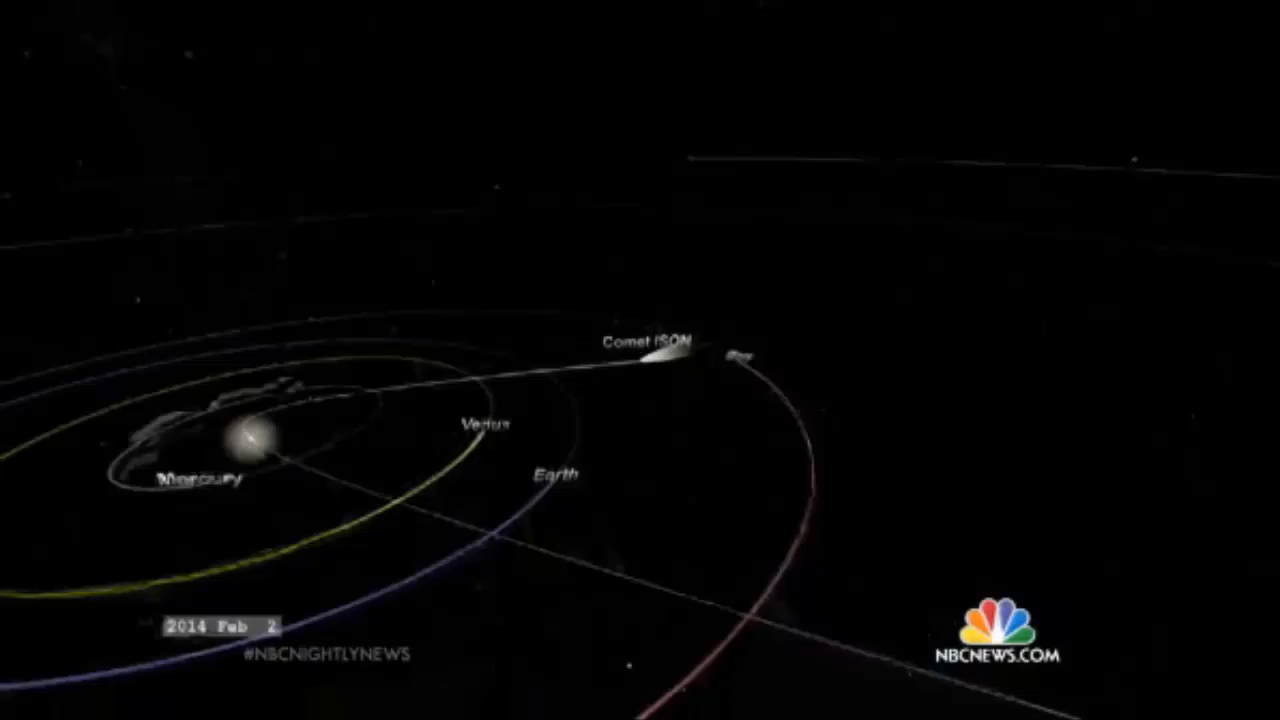 Comet ISON
Venus
Earth
Mercury
2014 Feb 2
#NBCNIGHTLYNEWS
NBCNEWS.COM